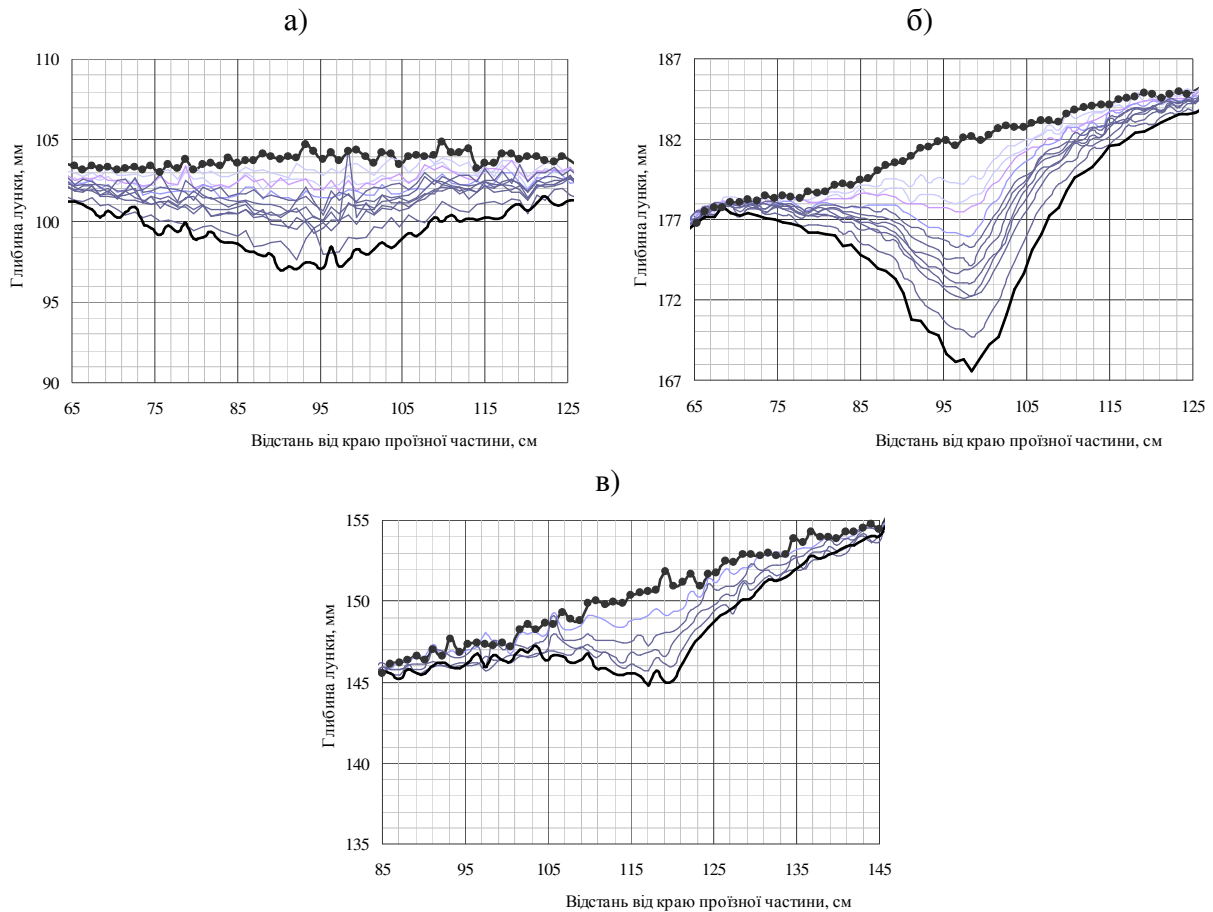 а)
110
105
100
95
90
65 75 85 95 105 115 125
Глибина лунки, мм
Відстань від краю проїзної частини, см
б)
187
182
177
172
167
65 75 85 95 105 115 125
Глибина лунки, мм
Відстань від краю проїзної частини, см
в)
155
150
145
140
135
85 95 105 115 125 135 145
Глибина лунки, мм
Відстань від краю проїзної частини, см